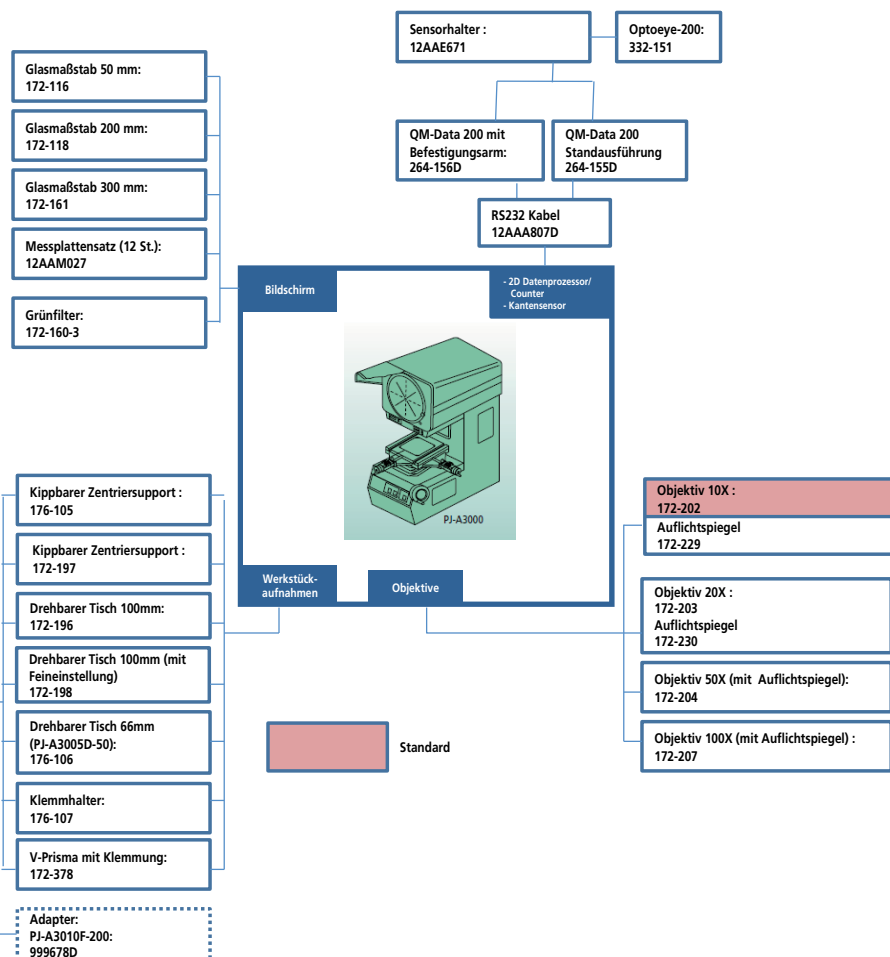 Sensorhalter :
12AAE671
Optoeye-200:
332-151
Glasmaßstab 50 mm:
172-116
Glasmaßstab 200 mm:
172-118
Glasmaßstab 300 mm:
172-161
Messplattensatz (12 St.):
12AAM027
Grünfilter:
172-160-3
QM-Data 200 mit
Befestigungsarm:
264-156D
QM-Data 200
Standausführung
264-155D
RS232 Kabel
12AAA807D
Bildschirm
- 2D Datenprozessor/
Counter
- Kantensensor
PJ-A3000
Werkstück-
aufnahmen
Objektive
Kippbarer Zentriersupport :
176-105
Kippbarer Zentriersupport :
172-197
Drehbarer Tisch 100mm:
172-196
Drehbarer Tisch 100mm (mit
Feineinstellung)
172-198
Drehbarer Tisch 66mm
(PJ-A3005D-50):
176-106
Klemmhalter:
176-107
V-Prisma mit Klemmung:
172-378
Adapter:
PJ-A3010F-200:
999678D
Standard
Objektiv 10X :
172-202
Auflichtspiegel
172-229
Objektiv 20X :
172-203
Auflichtspiegel
172-230
Objektiv 50X (mit Auflichtspiegel):
172-204
Objektiv 100X (mit Auflichtspiegel) :
172-207